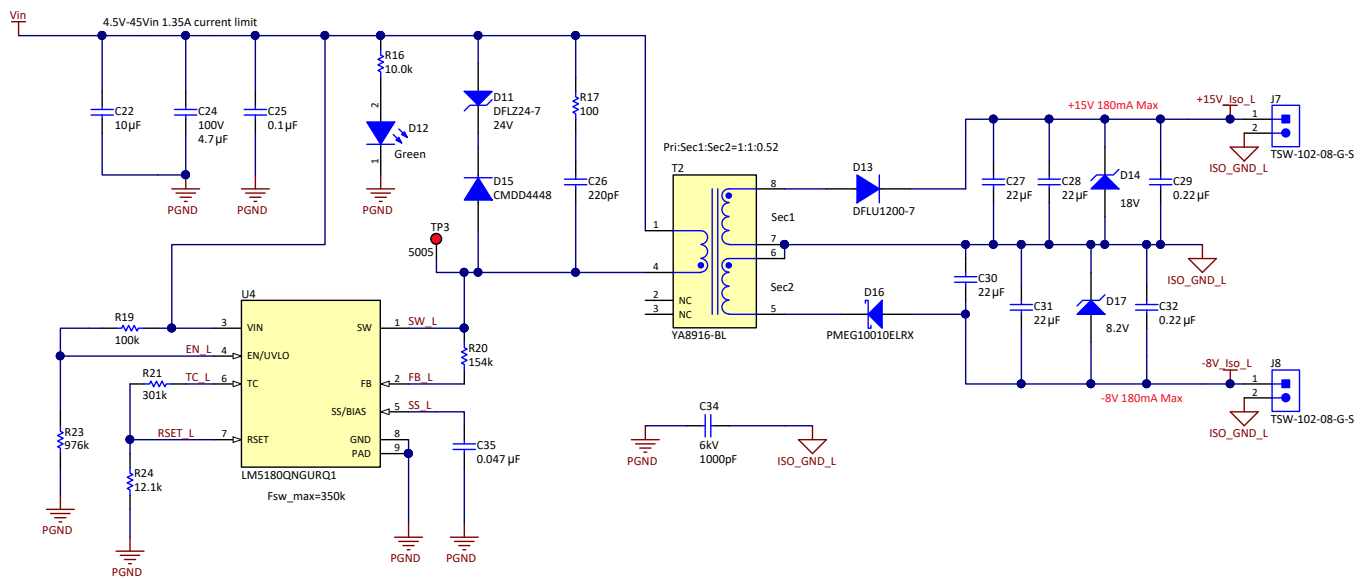 Vin
4.5V-45Vin 1.35A current limit
R16
10.0k
C22
10µF
C24
100V
4.7µF
C25
0.1µF
2
D12
1
Green
D11
DFLZ24-7
24V
R17
100
D15
CMDD4448
C26
220pF
PGND
PGND
PGND
TP3
5005
Pri:Sec1:Sec2=1:1:0.52
T2
1
4
2
NC
3
NC
8
Sec1
7
6
Sec2
5
YA8916-BL
D13
DFLU1200-7
D16
PMEG10010ELRX
+15V 180mA Max
+15V_Iso_L
J7
1
2
ISO_GND_L
TSW-102-08-G-S
C27
22µF
C28
22µF
D14
18V
C29
0.22µF
ISO_GND_L
C30
22µF
C31
22µF
D17
8.2V
C32
0.22µF
-8V 180mA Max
-8V_Iso_L
J8
1
2
ISO_GND_L
TSW-102-08-G-S
U4
R19
100k
3
VIN
SW
1
SW_L
EN_L
4
EN/UVLO
R20
154k
R21
301k
TC_L
6
TC
FB
2
FB_L
SS/BIAS
5
SS_L
R23
976k
RSET_L
7
RSET
GND
8
PAD
9
C35
0.047µF
R24
12.1k
LM5180QNGURQ1
Fsw_max=350k
PGND
PGND
PGND
PGND
C34
6kV
1000pF
PGND
ISO_GND_L